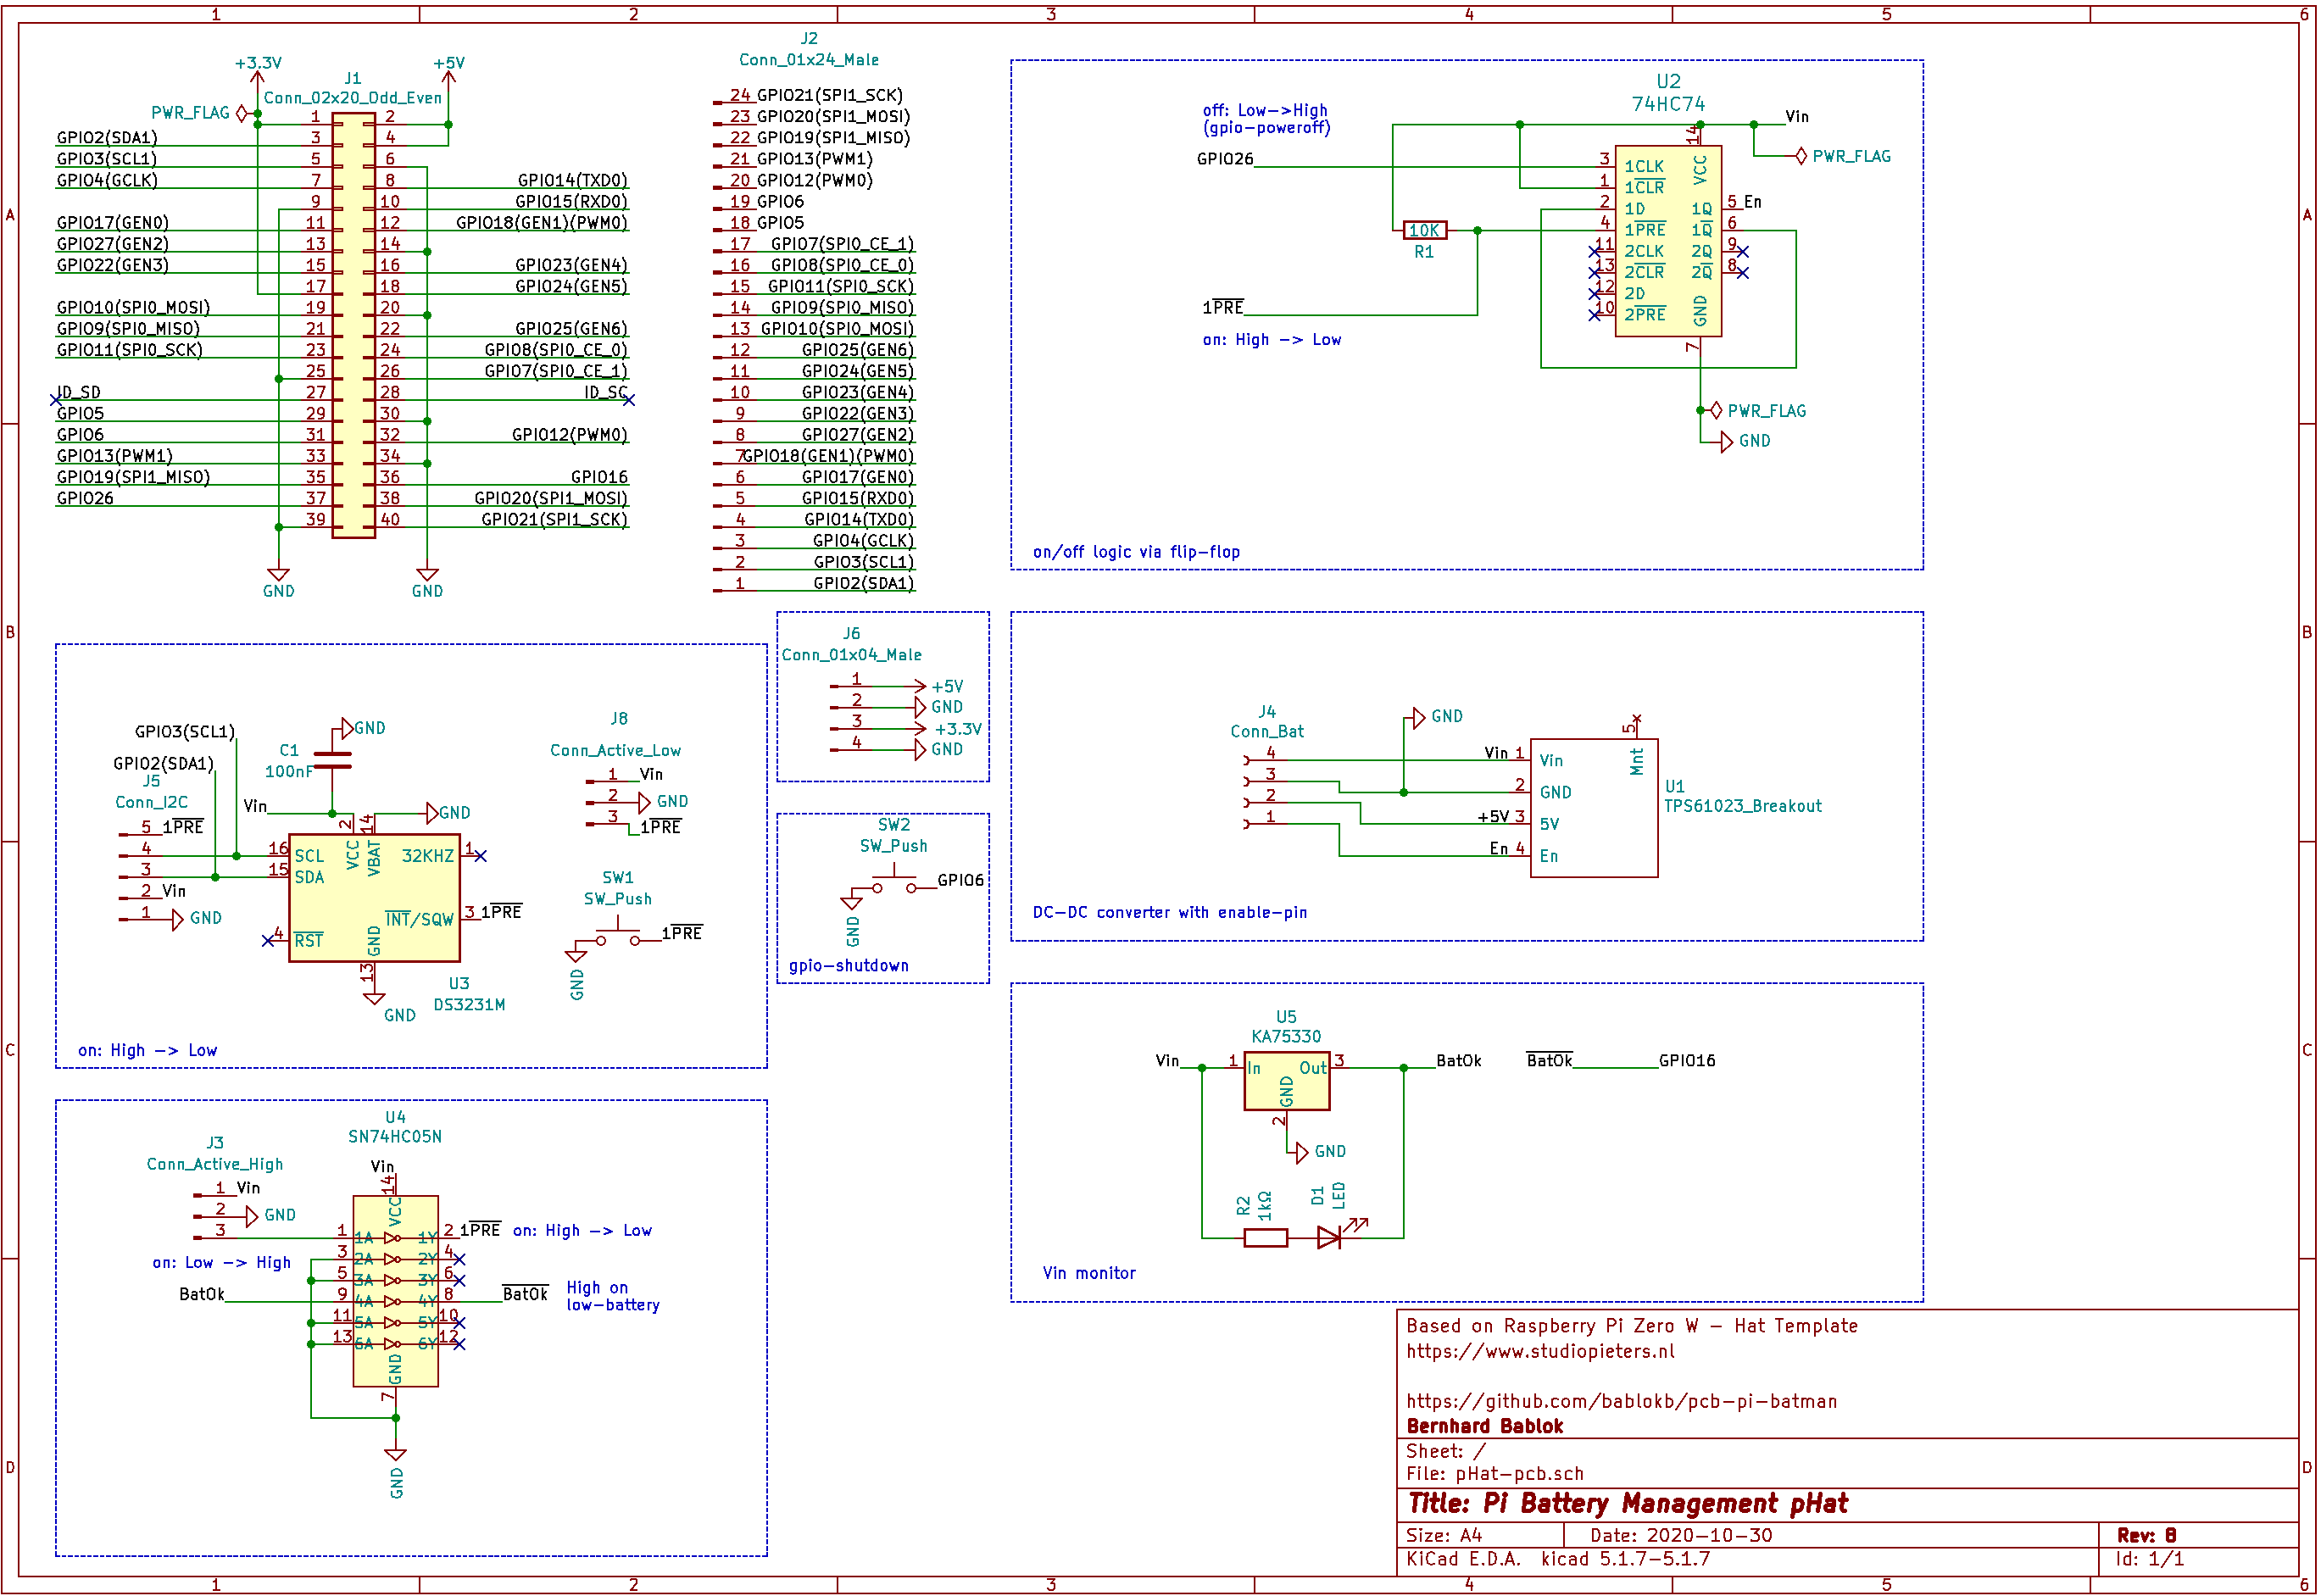 1 2 3 4 5 6
A
B
C
D
+3.3V
+5V
J1
Conn_02x20_Odd_Even
PWR_FLAG
1 2
3 4
5 6
7 8
9 10
11 12
13 14
15 16
17 18
19 20
21 22
23 24
25 26
27 28
29 30
31 32
33 34
35 36
37 38
39 40
GPIO2(SDA1)
GPIO3(SCL1)
GPIO4(GCLK)
GPIO17(GEN0)
GPIO27(GEN2)
GPIO22(GEN3)
GPIO10(SPI0_MOSI)
GPIO9(SPI0_MISO)
GPIO11(SPI0_SCK)
ID_SD
GPIO5
GPIO6
GPIO13(PWM1)
GPIO19(SPI1_MISO)
GPIO26
GPIO14(TXD0)
GPIO15(RXD0)
GPIO18(GEN1)(PWM0)
GPIO23(GEN4)
GPIO24(GEN5)
GPIO25(GEN6)
GPIO8(SPI0_CE_0)
GPIO7(SPI0_CE_1)
ID_SC
GPIO12(PWM0)
GPIO16
GPIO20(SPI1_MOSI)
GPIO21(SPI1_SCK)
GND
GND
J2
Conn_01x24_Male
24 GPIO21(SPI1_SCK)
23 GPIO20(SPI1_MOSI)
22 GPIO19(SPI1_MISO)
21 GPIO13(PWM1)
20 GPIO12(PWM0)
19 GPIO6
18 GPIO5
17 GPIO7(SPI0_CE_1)
16 GPIO8(SPI0_CE_0)
15 GPIO11(SPI0_SCK)
14 GPIO9(SPI0_MISO)
13 GPIO10(SPI0_MOSI)
12 GPIO25(GEN6)
11 GPIO24(GEN5)
10 GPIO23(GEN4)
9 GPIO22(GEN3)
8 GPIO27(GEN2)
7 GPIO18(GEN1)(PWM0)
6 GPIO17(GEN0)
5 GPIO15(RXD0)
4 GPIO14(TXD0)
3 GPIO4(GCLK)
2 GPIO3(SCL1)
1 GPIO2(SDA1)
U2
74HC74
off: Low->High
(gpio-poweroff)
GPIO26
Vin
PWR_FLAG
14
VCC
3 1CLK
1 1CLR
2 1D
4 1PRE
11 2CLK
13 2CLR
12 2D
10 2PRE
1Q 5 En
1Q 6
2Q 9
2Q 8
GND
7
10K
R1
1PRE
on: High -> Low
PWR_FLAG
GND
on/off logic via flip-flop
J6
Conn_01x04_Male
1 +5V
2 GND
3 +3.3V
4 GND
SW2
SW_Push
GPIO6
GND
gpio-shutdown
J4
Conn_Bat
4
3
2
1
GND
Vin 1 Vin
2 GND
+5V 3 5V
En 4 En
5
Mnt
U1
TPS61023_Breakout
DC-DC converter with enable-pin
GPIO3(SCL1)
GPIO2(SDA1)
J5
Conn_I2C
5 1PRE
4
3
2 Vin
1 GND
C1
100nF
GND
Vin
2
VCC
14
VBAT
GND
16 SCL
15 SDA
4 RST
32KHZ 1
INT/SQW 3 1PRE
GND
13
GND
U3
DS3231M
J8
Conn_Active_Low
1 Vin
2 GND
3 1PRE
SW1
SW_Push
1PRE
GND
on: High -> Low
U5
KA75330
Vin
1 In
Out 3
GND
2
GND
BatOk
BatOk
GPIO16
R2
1kΩ
D1
LED
Vin monitor
U4
SN74HC05N
J3
Conn_Active_High
1 Vin
2 GND
3
on: Low -> High
Vin
14
VCC
1 1A 1Y 2 1PRE
on: High -> Low
3 2A 2Y 4
5 3A 3Y 6
BatOk 9 4A 4Y 8 BatOk
High on
low-battery
11 5A 5Y 10
13 6A 6Y 12
GND
7
GND
Based on Raspberry Pi Zero W - Hat Template
https://www.studiopieters.nl
https://github.com/bablokb/pcb-pi-batman
Bernhard Bablok
Sheet: /
File: pHat-pcb.sch
Title: Pi Battery Management pHat
Size: A4 Date: 2020-10-30 Rev: 8
KiCad E.D.A. kicad 5.1.7-5.1.7 Id: 1/1
A
B
C
D
1 2 3 4 5 6